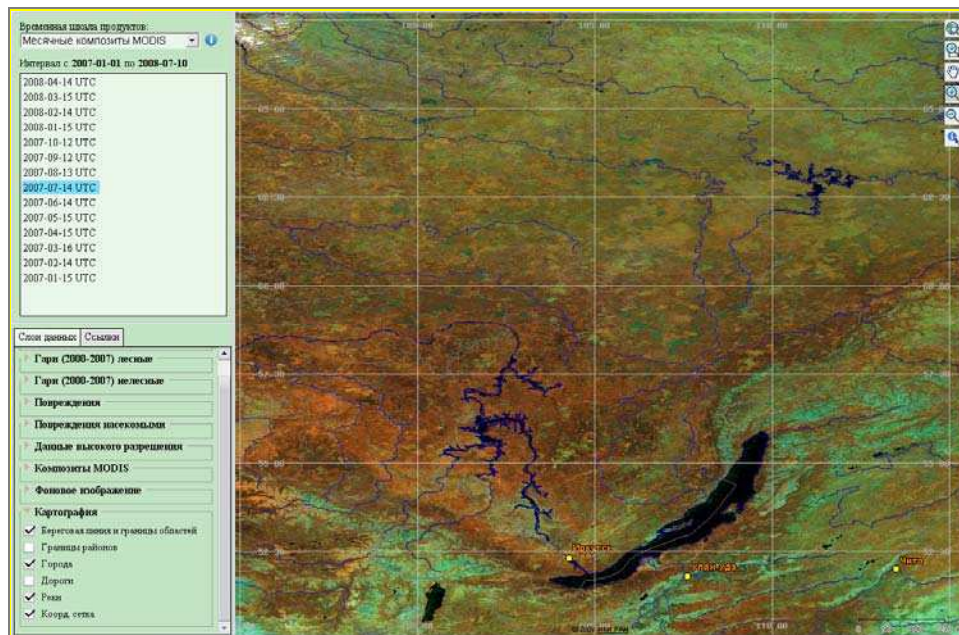 Временная шкала продуктов:
Месячные композиты MODIS
Интервал с 2007-01-01 по 2008-07-10
2008-04-14 UTC
2008-03-15 UTC
2008-02-14 UTC
2008-01-15 UTC
2007-10-12 UTC
2007-09-12 UTC
2007-08-13 UTC
2007-07-14 UTC
2007-06-14 UTC
2007-05-15 UTC
2007-04-15 UTC
2007-03-16 UTC
2007-02-14 UTC
2007-01-15 UTC
Слои данных Ссылки
Гари (2000-2007) лесные
Гари (2000-2007) нелесные
Повреждения
Повреждения насекомыми
Данные высокого разрешения
Композиты MODIS
Фоновое изображение
Картография
Береговая линия и границы областей
Границы районов
Города
Дороги
Реки
Коорд. сетка
Иркутск
Улан-Удэ
Чита